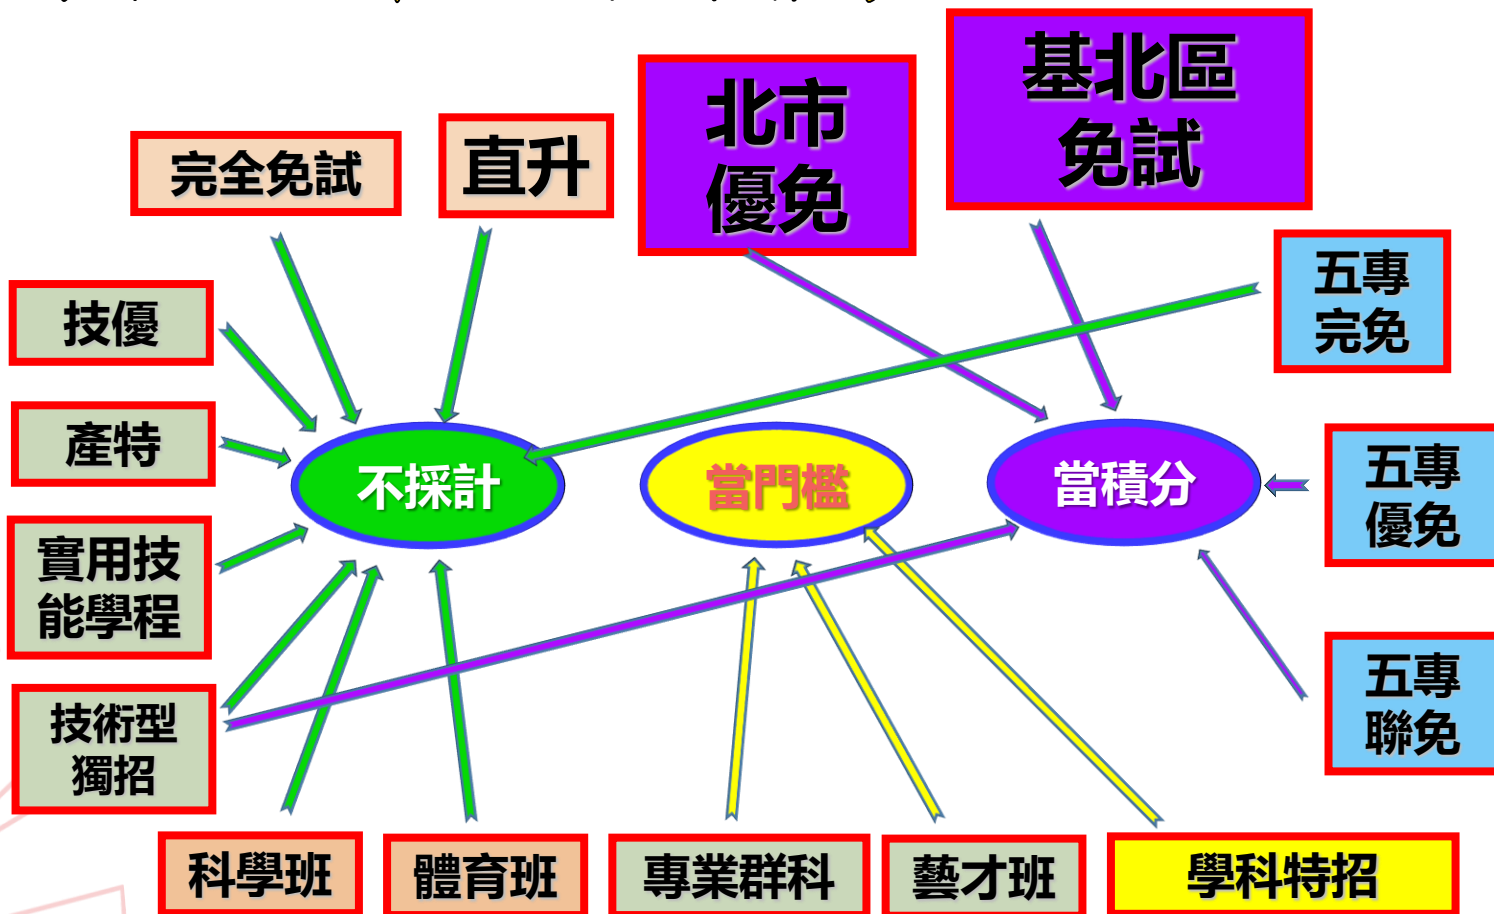 基北區
免試
北市
優免
直升
完全免試
五專
完免
技優
產特
不採計
當門檻
當積分
五專
優免
實用技
能學程
五專
聯免
技術型
獨招
科學班
體育班
專業群科
藝才班
學科特招